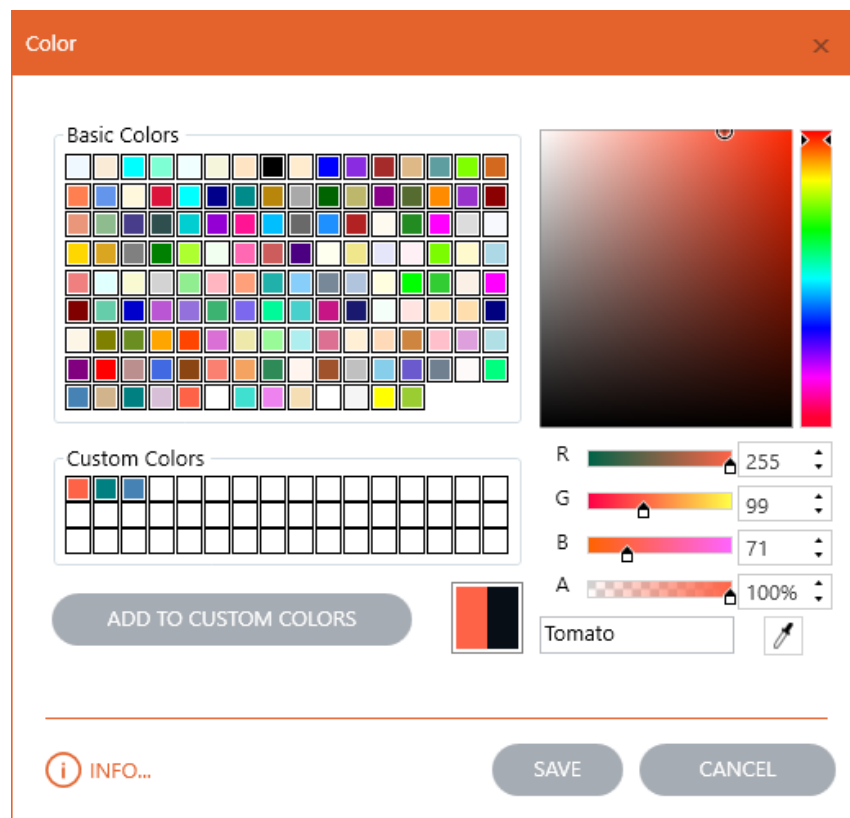 Color
Basic Colors
Custom Colors
R 255
G 99
B 71
A 100%
ADD TO CUSTOM COLORS
Tomato
INFO...
SAVE
CANCEL